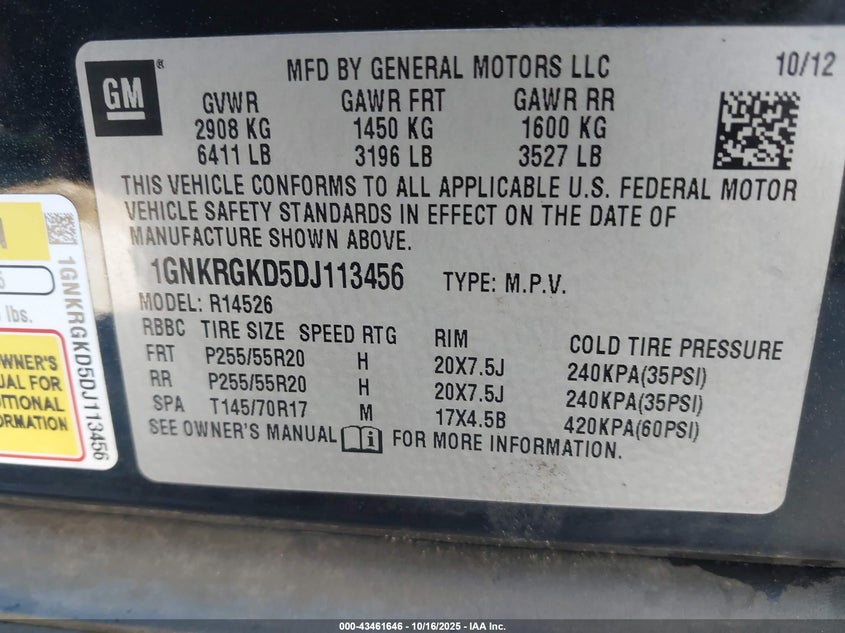 GM ®
MFD BY GENERAL MOTORS LLC 10/12
GVWR GAWR FRT GAWR RR
2908 KG 1450 KG 1600 KG
6411 LB 3196 LB 3527 LB
THIS VEHICLE CONFORMS TO ALL APPLICABLE U.S. FEDERAL MOTOR
VEHICLE SAFETY STANDARDS IN EFFECT ON THE DATE OF
MANUFACTURE SHOWN ABOVE.
1GNKRGKD5DJ113456 TYPE: M.P.V.
MODEL: R14526
RBBC TIRE SIZE SPEED RTG RIM COLD TIRE PRESSURE
FRT P255/55R20 H 20X7.5J 240KPA(35PSI)
RR P255/55R20 H 20X7.5J 240KPA(35PSI)
SPA T145/70R17 M 17X4.5B 420KPA(60PSI)
SEE OWNER'S MANUAL FOR MORE INFORMATION.
1GNKRGKD5DJ113456
lbs.
FOR
000-43461646 - 10/16/2025 - IAA Inc.